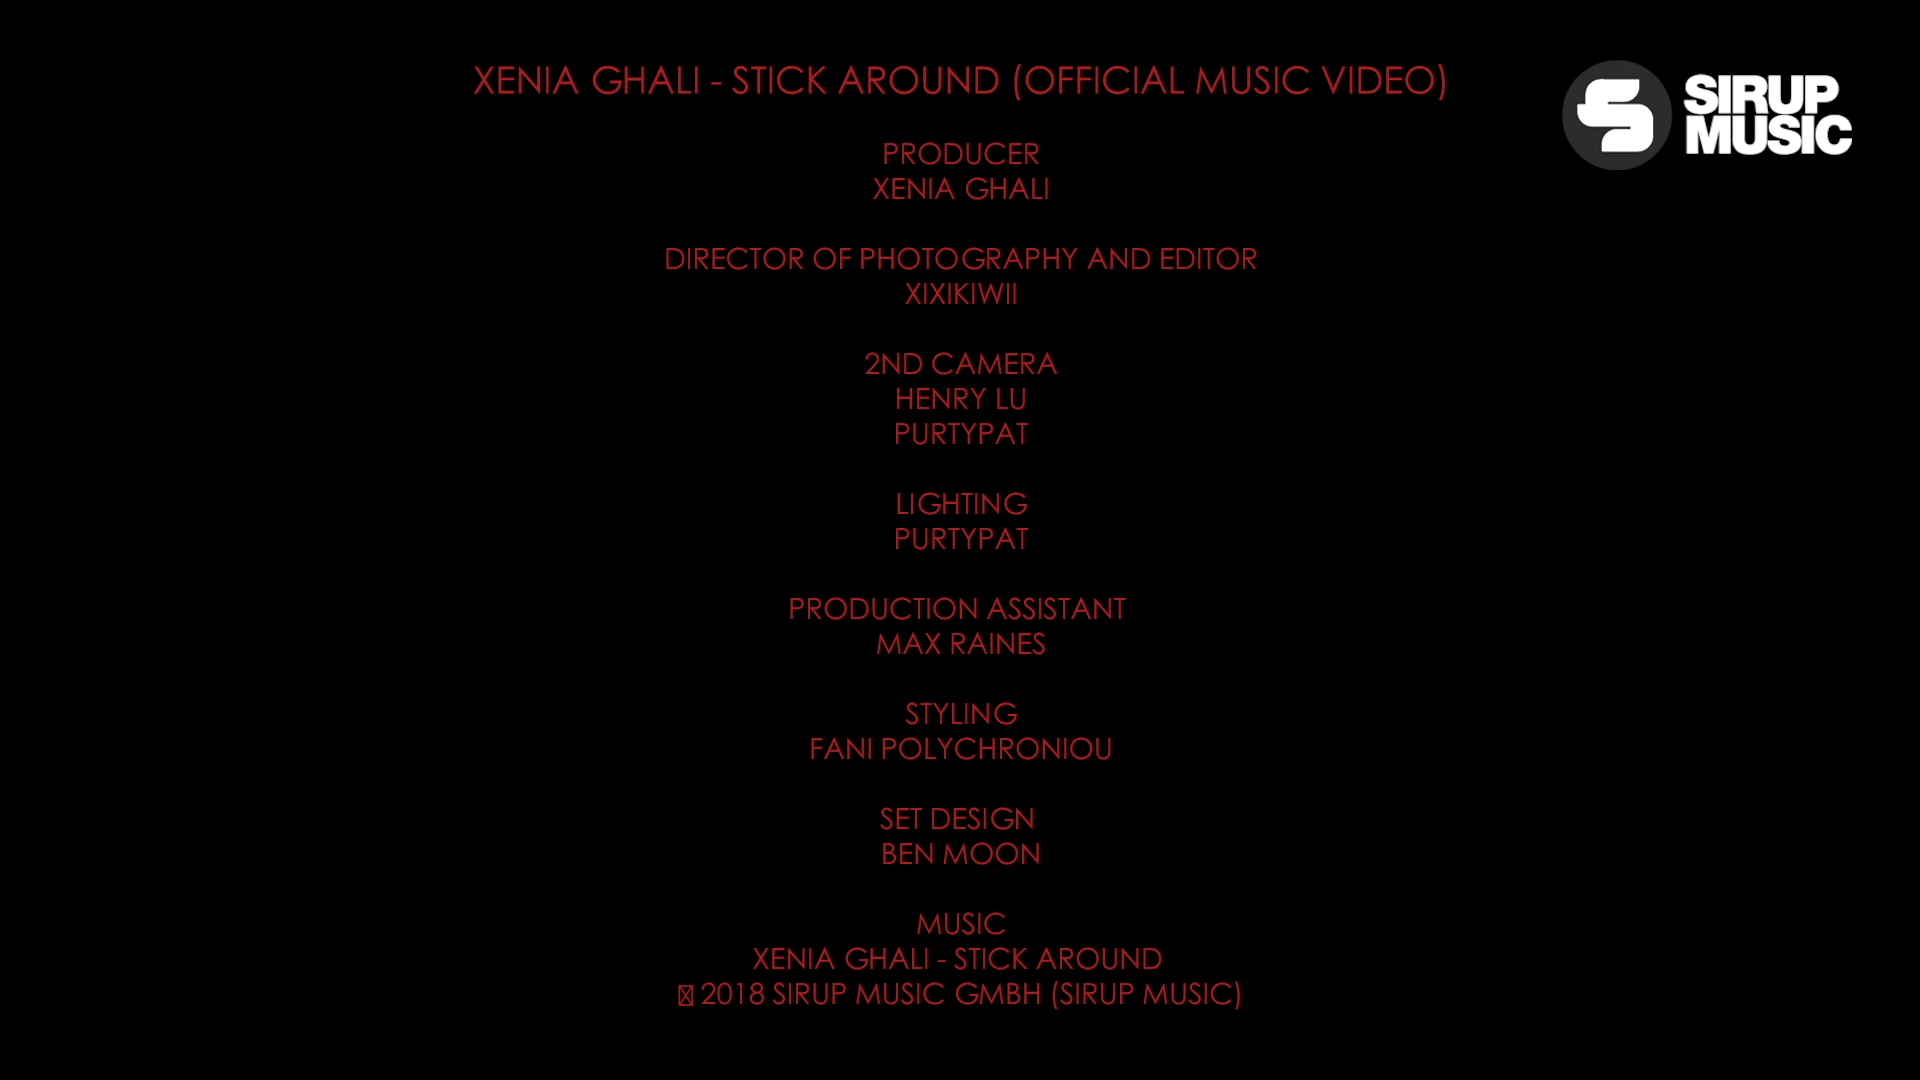 XENIA GHALI - STICK AROUND (OFFICIAL MUSIC VIDEO)
SIRUP
MUSIC
PRODUCER
XENIA GHALI
DIRECTOR OF PHOTOGRAPHY AND EDITOR
XIXIKIWII
2ND CAMERA
HENRY LU
PURTYPAT
LIGHTING
PURTYPAT
PRODUCTION ASSISTANT
MAX RAINES
STYLING
FANI POLYCHRONIOU
SET DESIGN
BEN MOON
MUSIC
XENIA GHALI - STICK AROUND
2018 SIRUP MUSIC GMBH (SIRUP MUSIC)